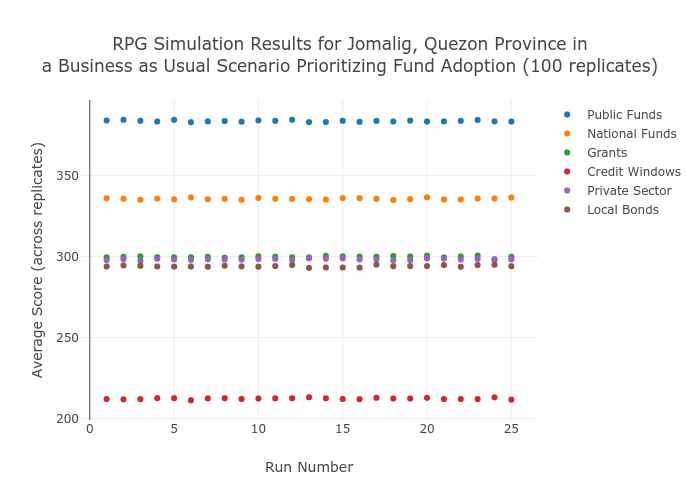 RPG Simulation Results for Jomalig, Quezon Province in
a Business as Usual Scenario Prioritizing Fund Adoption (100 replicates)
Public Funds
National Funds
Grants
Credit Windows
Private Sector
Local Bonds
Average Score (across replicates)
350
300
250
200
0
5
10
15
20
25
Run Number